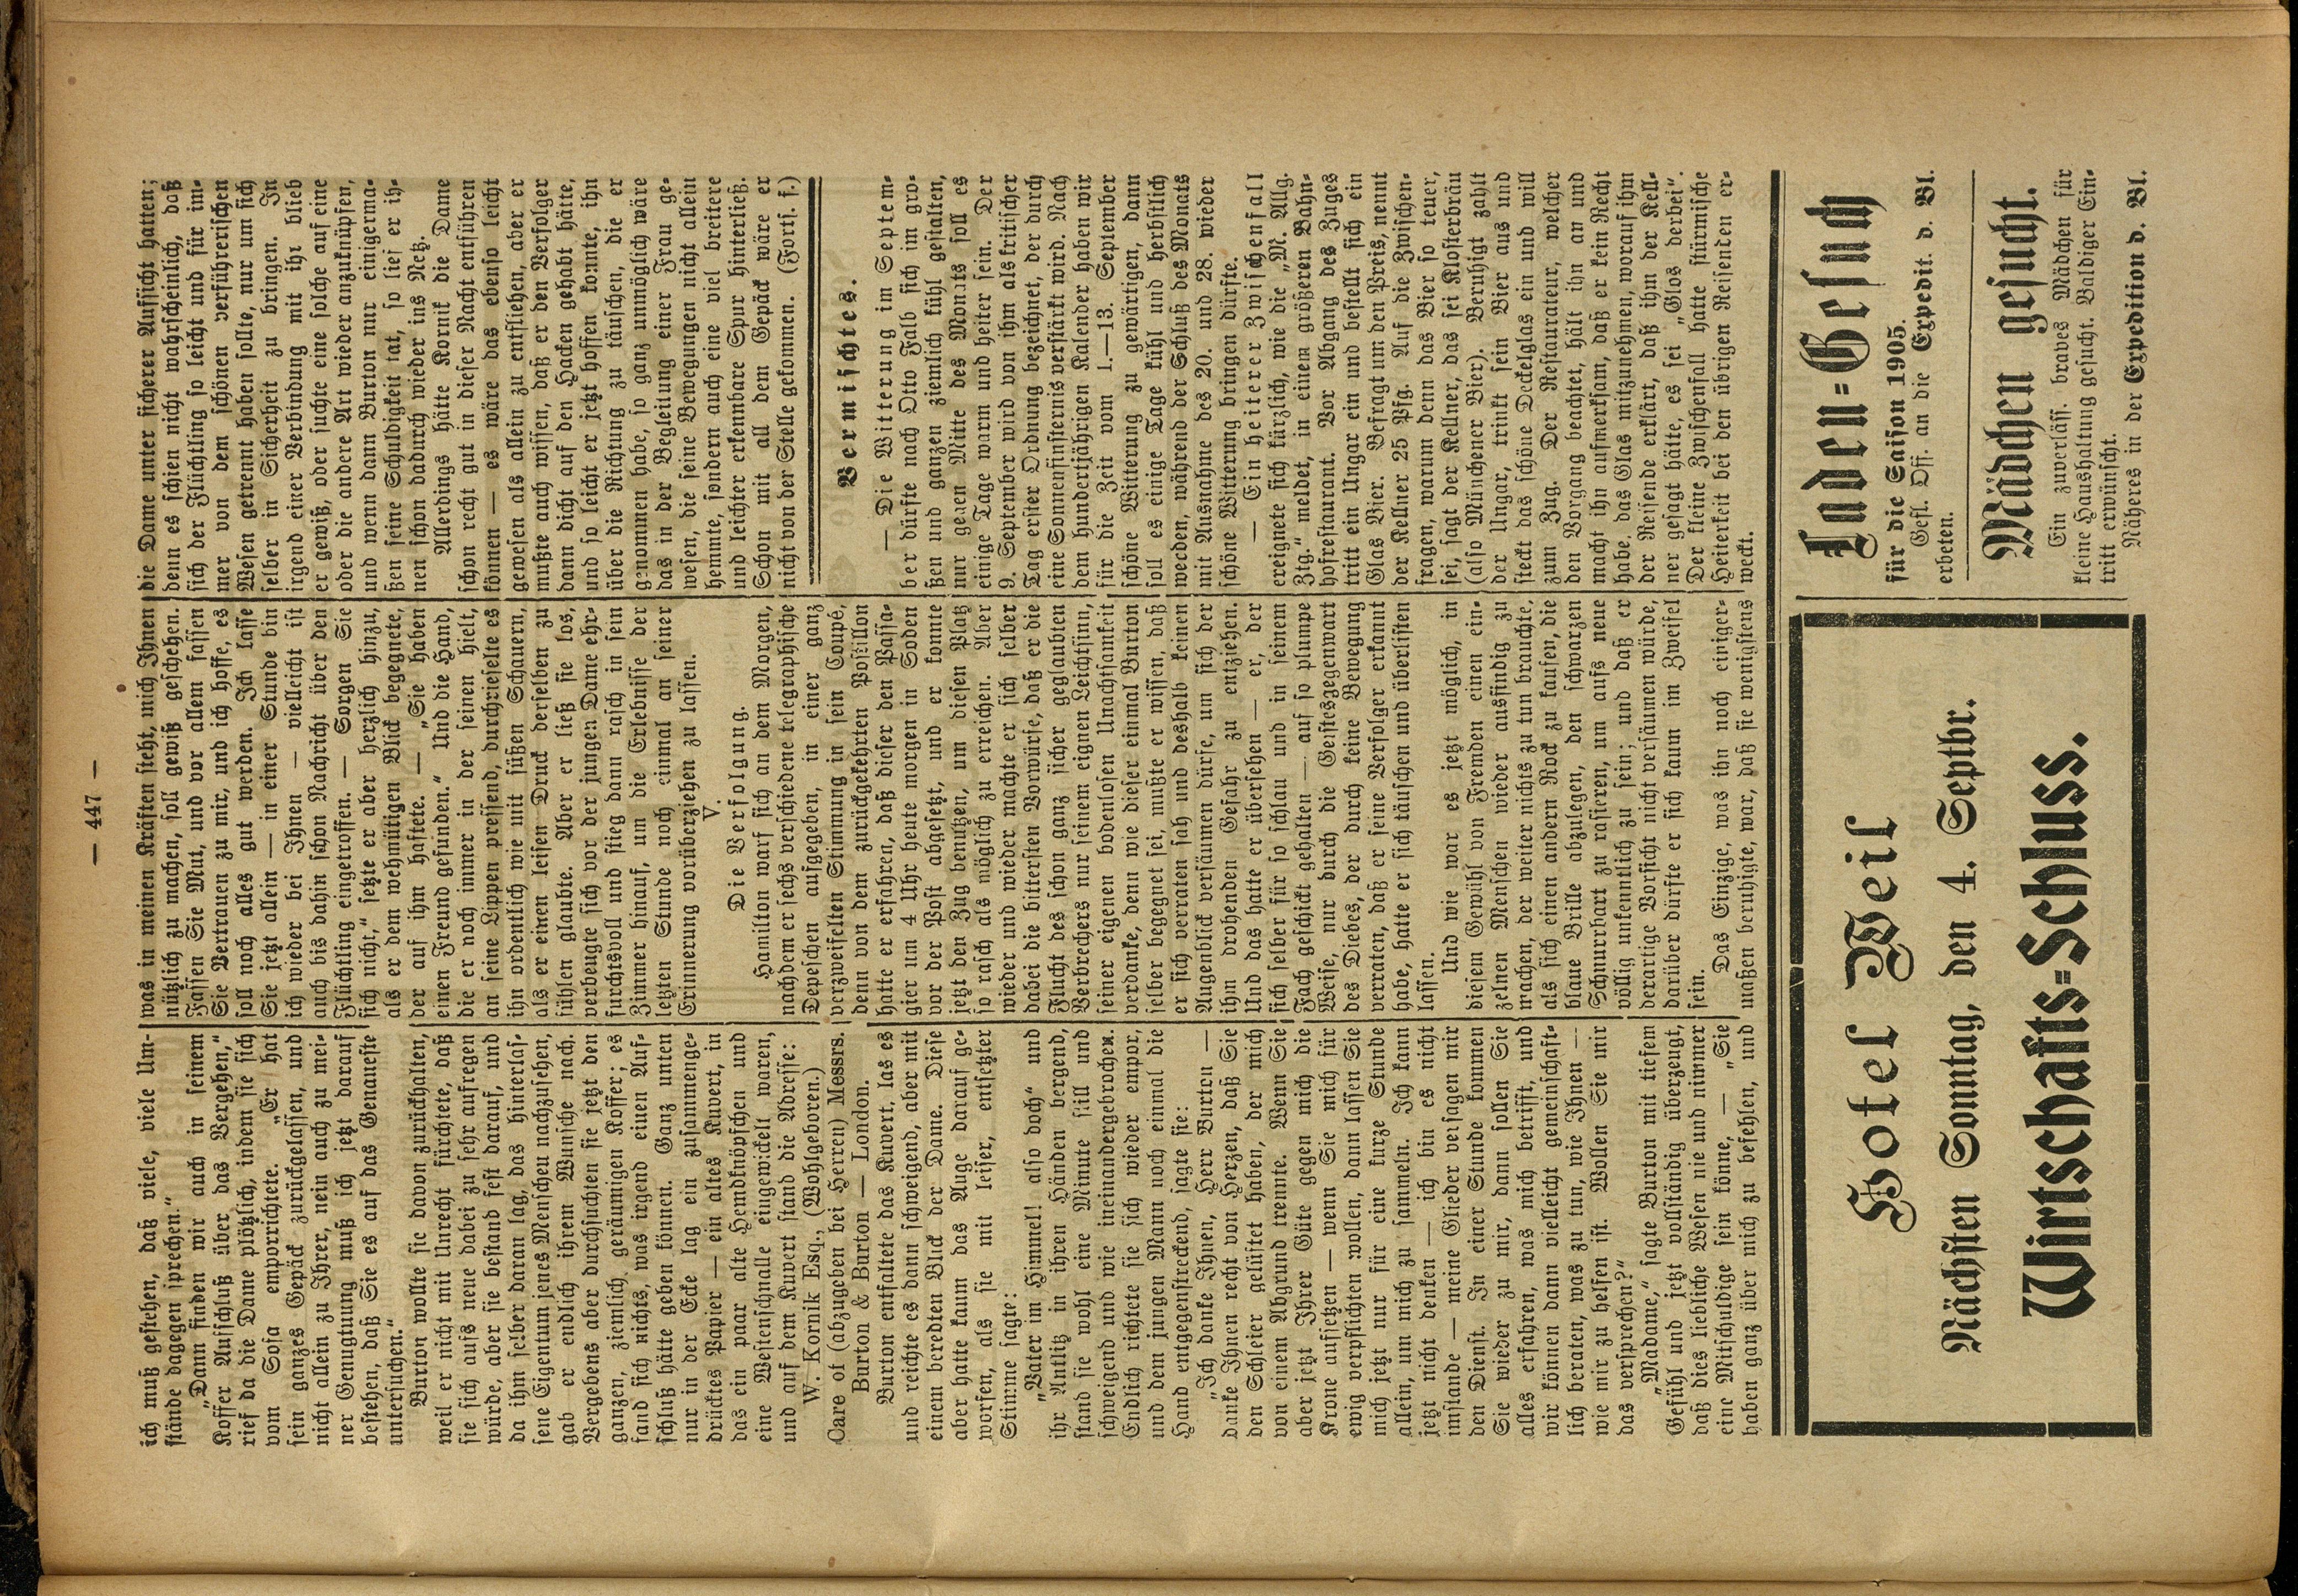 — 447 —
ich muß gestehen, daß viele, viele Um-
stände dagegen sprechen.“
„Dann finden wir auch in seinem
Koffer Aufschluß über das Vergehen,“
rief da die Dame plötzlich, indem sie sich
vom Sofa emporrichtete. „Er hat
sein ganzes Gepäck zurückgelassen, und
nicht allein zu Ihrer, nein auch zu mei-
ner Genugtung muß ich jetzt darauf
bestehen, daß Sie es auf das Genaueste
untersuchen.“
Burton wollte sie davon zurückhalten,
weil er nicht mit Unrecht fürchtete, daß
sie sich aufs neue dabei zu sehr aufregen
würde, aber sie bestand fest darauf, und
da ihm selber daran lag, das hinterlas-
sene Eigentum jenes Menschen nachzusehen,
gab er endlich ihrem Wunsche nach.
Vergebens aber durchsuchten sie jetzt den
ganzen, ziemlich geräumigen Koffer; es
fand sich nichts, was irgend einen Auf-
schluß hätte geben können. Ganz unten
nur in der Ecke lag ein zusammenge-
drücktes Papier — ein altes Kuvert, in
das ein paar alte Hemdknöpfchen und
eine Westenschnalle eingewickelt waren,
und auf dem Kuvert stand die Adresse:
W. Kornik Esq., (Wohlgeboren.)
Care of (abzugeben bei Herren) Messrs.
Burton & Burton — London.
Burton entfaltete das Kuvert, las es
und reichte es dann schweigend, aber mit
einem beredten Blick der Dame. Diese
aber hatte kaum das Auge darauf ge-
worfen, als sie mit leiser, entsetzter
Stimme sagte:
„Vater im Himmel! also doch“ und
ihr Antlitz in ihren Händen bergend,
stand sie wohl eine Minute still und
schweigend und wie ineinandergebrochen.
Endlich richtete sie sich wieder empor,
und dem jungen Mann noch einmal die
Hand entgegenstreckend, sagte sie:
„Ich danke Ihnen, Herr Burton —
danke Ihnen recht von Herzen, daß Sie
den Schleier gelüftet haben, der mich
von einem Abgrund trennte. Wenn Sie
aber jetzt Ihrer Güte gegen mich die
Krone aufsetzen — wenn Sie mich für
ewig verpflichten wollen, dann lassen Sie
mich jetzt nur für eine kurze Stunde
allein, um mich zu sammeln. Ich kann
jetzt nicht denken — ich bin es nicht
imstande — meine Glieder versagen mir
den Dienst. In einer Stunde kommen
Sie wieder zu mir, dann sollen Sie
alles erfahren, was mich betrifft, und
wir können dann vielleicht gemeinschaft-
lich beraten, was zu tun, wie Ihnen —
wie mir zu helfen ist. Wollen Sie mir
das versprechen?“
„Madame,“ sagte Burton mit tiefem
Gefühl und jetzt vollständig überzeugt,
daß dies liebliche Wesen nie und nimmer
eine Mitschuldige sein könne, — „Sie
haben ganz über mich zu befehlen, und
was in meinen Kräften steht, mich Ihnen
nützlich zu machen, soll gewiß geschehen.
Fassen Sie Mut, und vor allem fassen
Sie Vertrauen zu mir, und ich hoffe, es
soll noch alles gut werden. Ich lasse
Sie jetzt allein — in einer Stunde bin
ich wieder bei Ihnen — vielleicht ist
auch bis dahin schon Nachricht über den
Flüchtling eingetroffen. — Sorgen Sie
sich nicht,“ setzte er aber herzlich hinzu,
als er dem wehmütigen Blick begegnete,
der auf ihm haftete. — „Sie haben
einen Freund gefunden.“ Und die Hand,
die er noch immer in der seinen hielt,
an seine Lippen pressend, durchrieselte es
ihn ordentlich wie mit süßen Schauern,
als er einen leisen Druck derselben zu
fühlen glaubte. Aber er ließ sie los,
verbeugte sich vor der jungen Dame ehr-
furchtsvoll und stieg dann rasch in sein
Zimmer hinauf, um die Erlebnisse der
letzten Stunde noch einmal an seiner
Erinnerung vorüberziehen zu lassen.
V.
Die Verfolgung.
Hamilton warf sich an dem Morgen,
nachdem er sechs verschiedene telegraphische
Depeschen aufgegeben, in einer ganz
verzweifelten Stimmung in sein Coupé,
denn von dem zurückgekehrten Postillon
hatte er erfahren, daß dieser den Passa-
gier um 4 Uhr heute morgen in Soden
vor der Post abgesetzt, und er konnte
jetzt den Zug benutzen, um diesen Platz
so rasch als möglich zu erreichen. Aber
wieder und wieder machte er sich selber
dabei die bittersten Vorwürfe, daß er die
Flucht des schon ganz sicher geglaubten
Verbrechers nur seinem eignen Leichtsinn,
seiner eigenen bodenlosen Unachtsamkeit
verdanke, denn wie dieser einmal Burton
selber begegnet sei, mußte er wissen, daß
er sich verraten sah und deshalb keinen
Augenblick versäumen dürfe, um sich der
ihm drohenden Gefahr zu entziehen.
Und das hatte er übersehen — er, der
sich selber für so schlau und in seinem
Fach geschickt gehalten — auf so plumpe
Weise, nur durch die Geistesgegenwart
des Diebes, der durch keine Bewegung
verraten, daß er seine Verfolger erkannt
habe, hatte er sich täuschen und überlisten
lassen.
Und wie war es jetzt möglich, in
diesem Gewühl von Fremden einen ein-
zelnen Menschen wieder ausfindig zu
machen, der weiter nichts zu tun brauchte,
als sich einen andern Rock zu kaufen, die
blaue Brille abzulegen, den schwarzen
Schnurrbart zu rasieren, um aufs neue
völlig unkenntlich zu sein; und daß er
derartige Vorsicht nicht versäumen würde,
darüber dürfte er sich kaum im Zweifel
sein.
Das Einzige, was ihn noch einiger-
maßen beruhigte, war, daß sie wenigstens
die Dame unter sicherer Aufsicht hatten;
denn es schien nicht wahrscheinlich, daß
sich der Flüchtling so leicht und für im-
mer von dem schönen verführerischen
Wesen getrennt haben sollte, nur um sich
selber in Sicherheit zu bringen. In
irgend einer Verbindung mit ihr blieb
er gewiß, oder suchte eine solche auf eine
oder die andere Art wieder anzuknüpfen,
und wenn dann Burton nur einigerma-
ßen seine Schuldigkeit tat, so lief er ih-
nen schon dadurch wieder ins Netz.
Allerdings hätte Kornik die Dame
schon recht gut in dieser Nacht entführen
können — es wäre das ebenso leicht
gewesen als allein zu entfliehen, aber er
mußte auch wissen, daß er den Verfolger
dann dicht auf den Hacken gehabt hätte,
und so leicht er jetzt hoffen konnte, ihn
über die Richtung zu täuschen, die er
genommen habe, so ganz unmöglich wäre
das in der Begleitung einer Frau ge-
wesen, die seine Bewegungen nicht allein
hemmte, sondern auch eine viel breitere
und leichter erkennbare Spur hinterließ.
Schon mit all dem Gepäck wäre er
nicht von der Stelle gekommen. (Forts. f.)
Vermischtes.
— Die Witterung im Septem-
ber dürfte nach Otto Falb sich im gro-
ßen und ganzen ziemlich kühl gestalten,
nur gegen Mitte des Monats soll es
einige Tage warm und heiter sein. Der
9. September wird von ihm als kritischer
Tag erster Ordnung bezeichnet, der durch
eine Sonnenfinsternis verstärkt wird. Nach
dem hundertjährigen Kalender haben wir
für die Zeit vom 1.—13. September
schöne Witterung zu gewärtigen, dann
soll es einige Tage kühl und herbstlich
werden, während der Schluß des Monats
mit Ausnahme des 20. und 28. wieder
schöne Witterung bringen dürfte.
— Ein heiterer Zwischenfall
ereignete sich kürzlich, wie die „M. Allg.
Ztg.“ meldet, in einem größeren Bahn-
hofrestaurant. Vor Abgang des Zuges
tritt ein Ungar ein und bestellt sich ein
Glas Bier. Befragt um den Preis, nennt
der Kellner 25 Pfg. Auf die Zwischen-
fragen, warum denn das Bier so teuer,
sei, sagt der Kellner, das sei Klosterbräu
(also Münchener Bier). Beruhigt zahlt
der Ungar, trinkt sein Bier aus und
steckt das schöne Deckelglas ein und will
zum Zug. Der Restaurateur, welcher
den Vorgang beachtet, hält ihn an und
macht ihn aufmerksam, daß er kein Recht
habe, das Glas mitzunehmen, worauf ihm
der Reisende erklärt, daß ihm der Kell-
ner gesagt hätte, es sei „Glos derbei“.
Der kleine Zwischenfall hatte stürmische
Heiterkeit bei den übrigen Reisenden er-
weckt.
Hotel Weil
Nächsten Sonntag, den 4. Septbr.
Wirtschafts-Schluss.
Laden-Gesuch
für die Saison 1905.
Gefl. Off. an die Expedit. d. Bl.
erbeten.
Mädchen gesucht.
Ein zuverläss. braves Mädchen für
kleine Haushaltung gesucht. Baldiger Ein-
tritt erwünscht.
Näheres in der Expedition d. Bl.